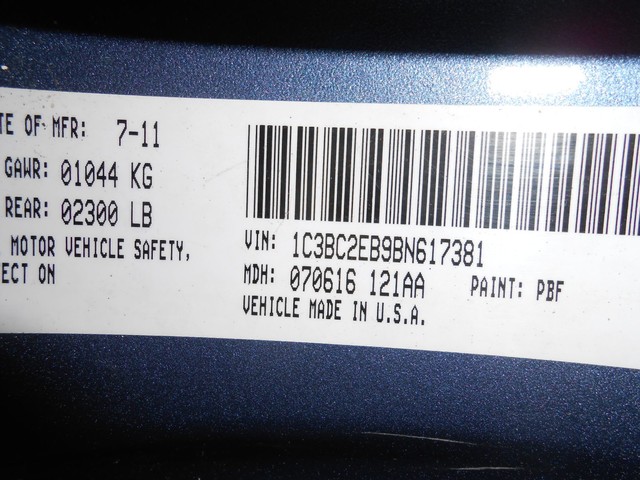 TE OF MFR: 7-11
GAWR: 01044 KG
REAR: 02300 LB
MOTOR VEHICLE SAFETY,
ECT ON
VIN: 1C3BC2EB9BN617381
MDH: 070616 121AA PAINT: PBF
VEHICLE MADE IN U.S.A.